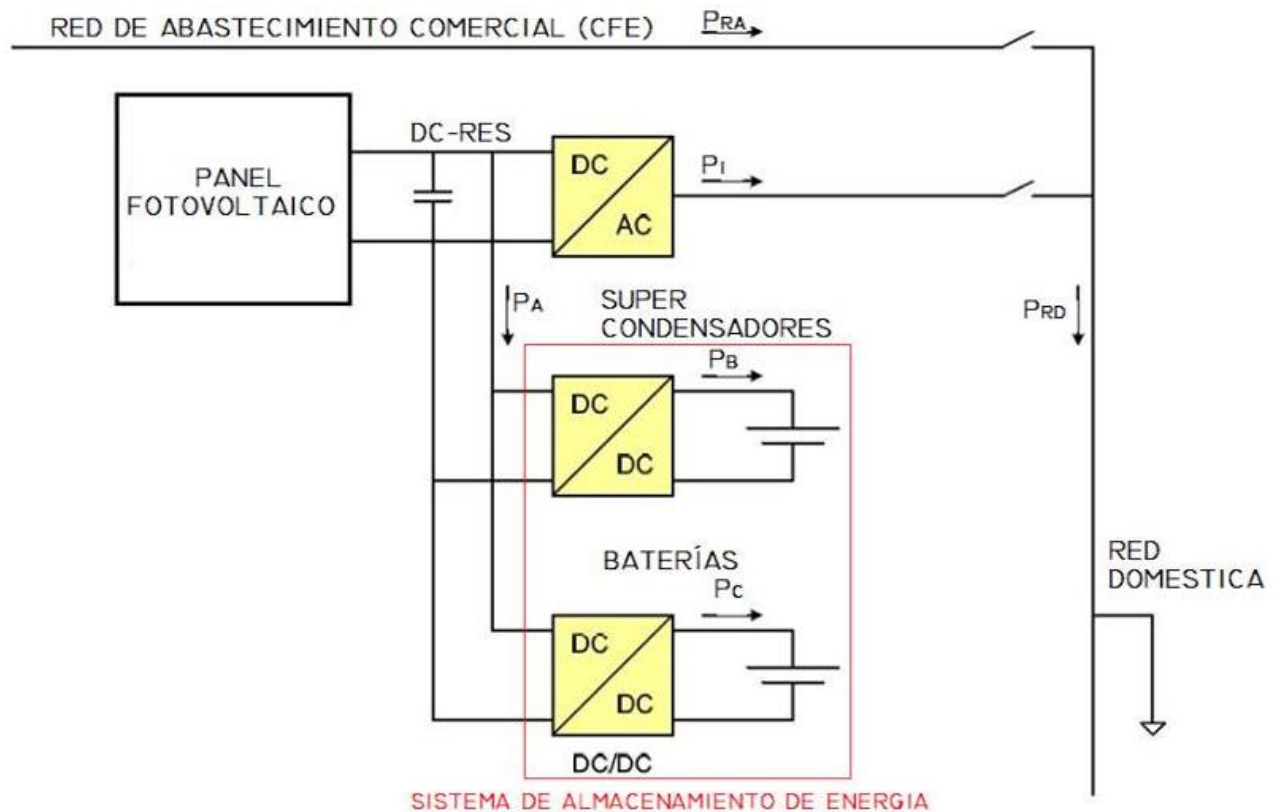 RED DE ABASTECIMIENTO COMERCIAL (CFE)
PRA
DC-RES
PANEL
FOTOVOLTAICO
DC
AC
PI
PA
SUPER
CONDENSADORES
PRD
PB
DC
DC
BATERÍAS
PC
RED
DOMESTICA
DC
DC
DC/DC
SISTEMA DE ALMACENAMIENTO DE ENERGIA